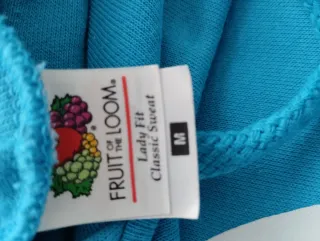 FRUIT OF THE LOOM®
Lady Fit
Classic Sweat
M